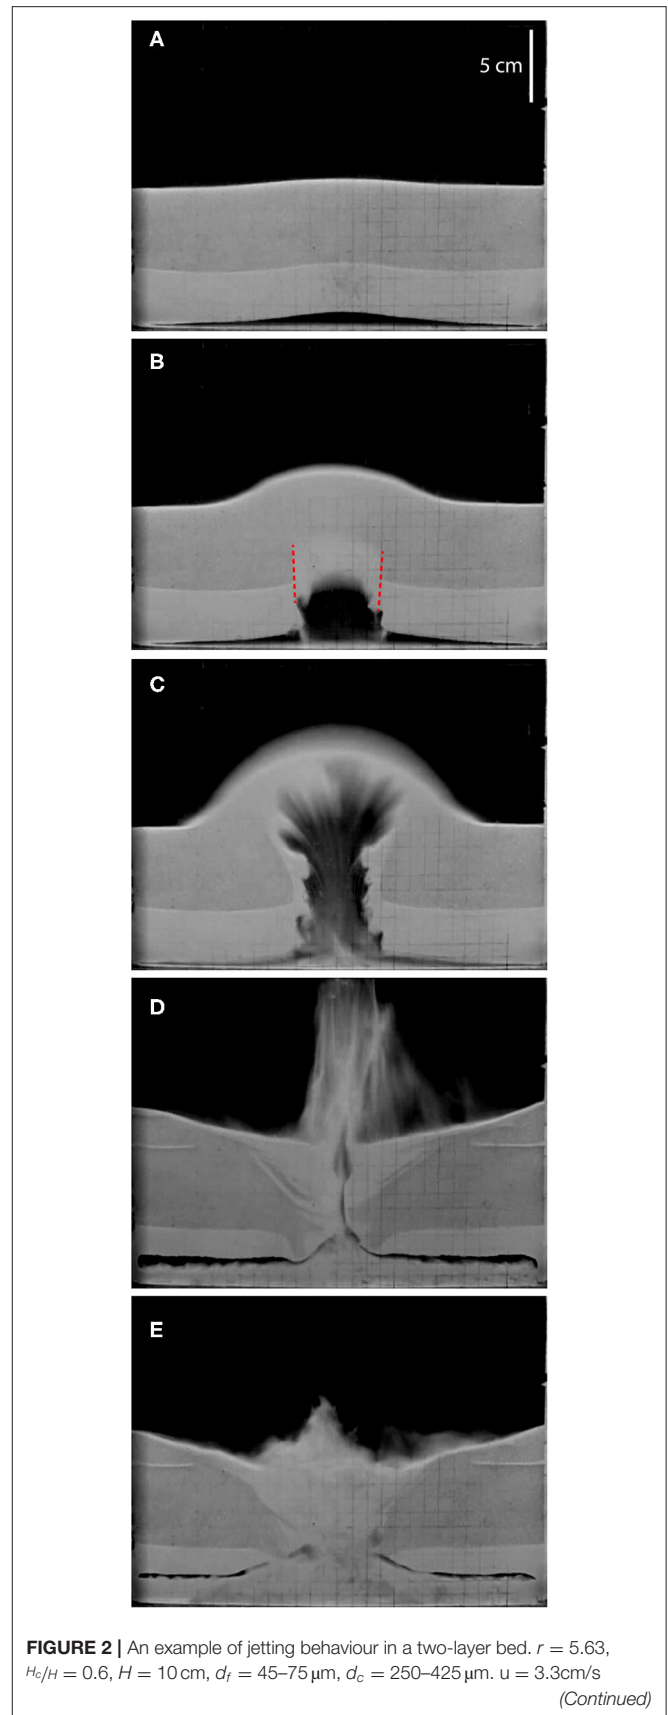 A
5 cm
B
C
D
E
FIGURE 2 | An example of jetting behaviour in a two-layer bed. r = 5.63,
Hc/H = 0.6, H = 10 cm, df = 45–75 μm, dc = 250–425 μm. u = 3.3cm/s
(Continued)